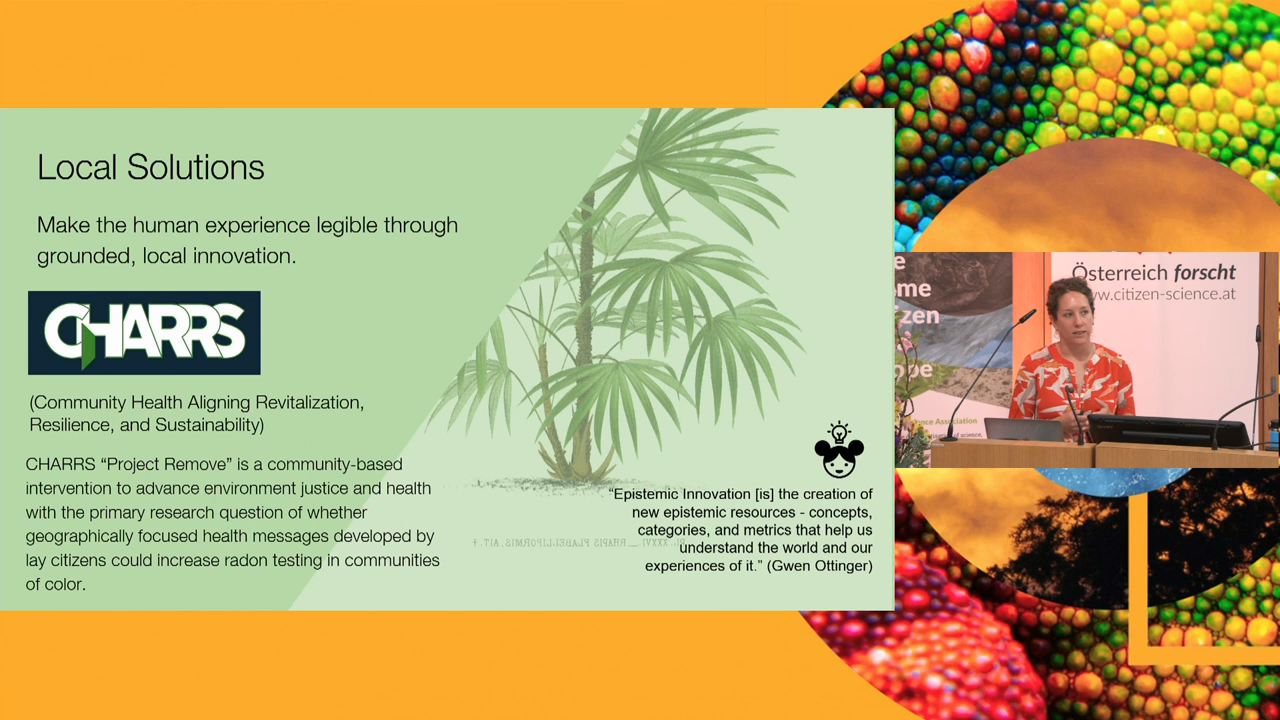 Local Solutions
Make the human experience legible through
grounded, local innovation.
CHARRS
(Community Health Aligning Revitalization,
Resilience, and Sustainability)
CHARRS “Project Remove” is a community-based
intervention to advance environment justice and health
with the primary research question of whether
geographically focused health messages developed by
lay citizens could increase radon testing in communities
of color.
“Epistemic Innovation [is] the creation of
new epistemic resources - concepts,
categories, and metrics that help us
understand the world and our
experiences of it.” (Gwen Ottinger)
Österreich forscht
www.citizen-science.at